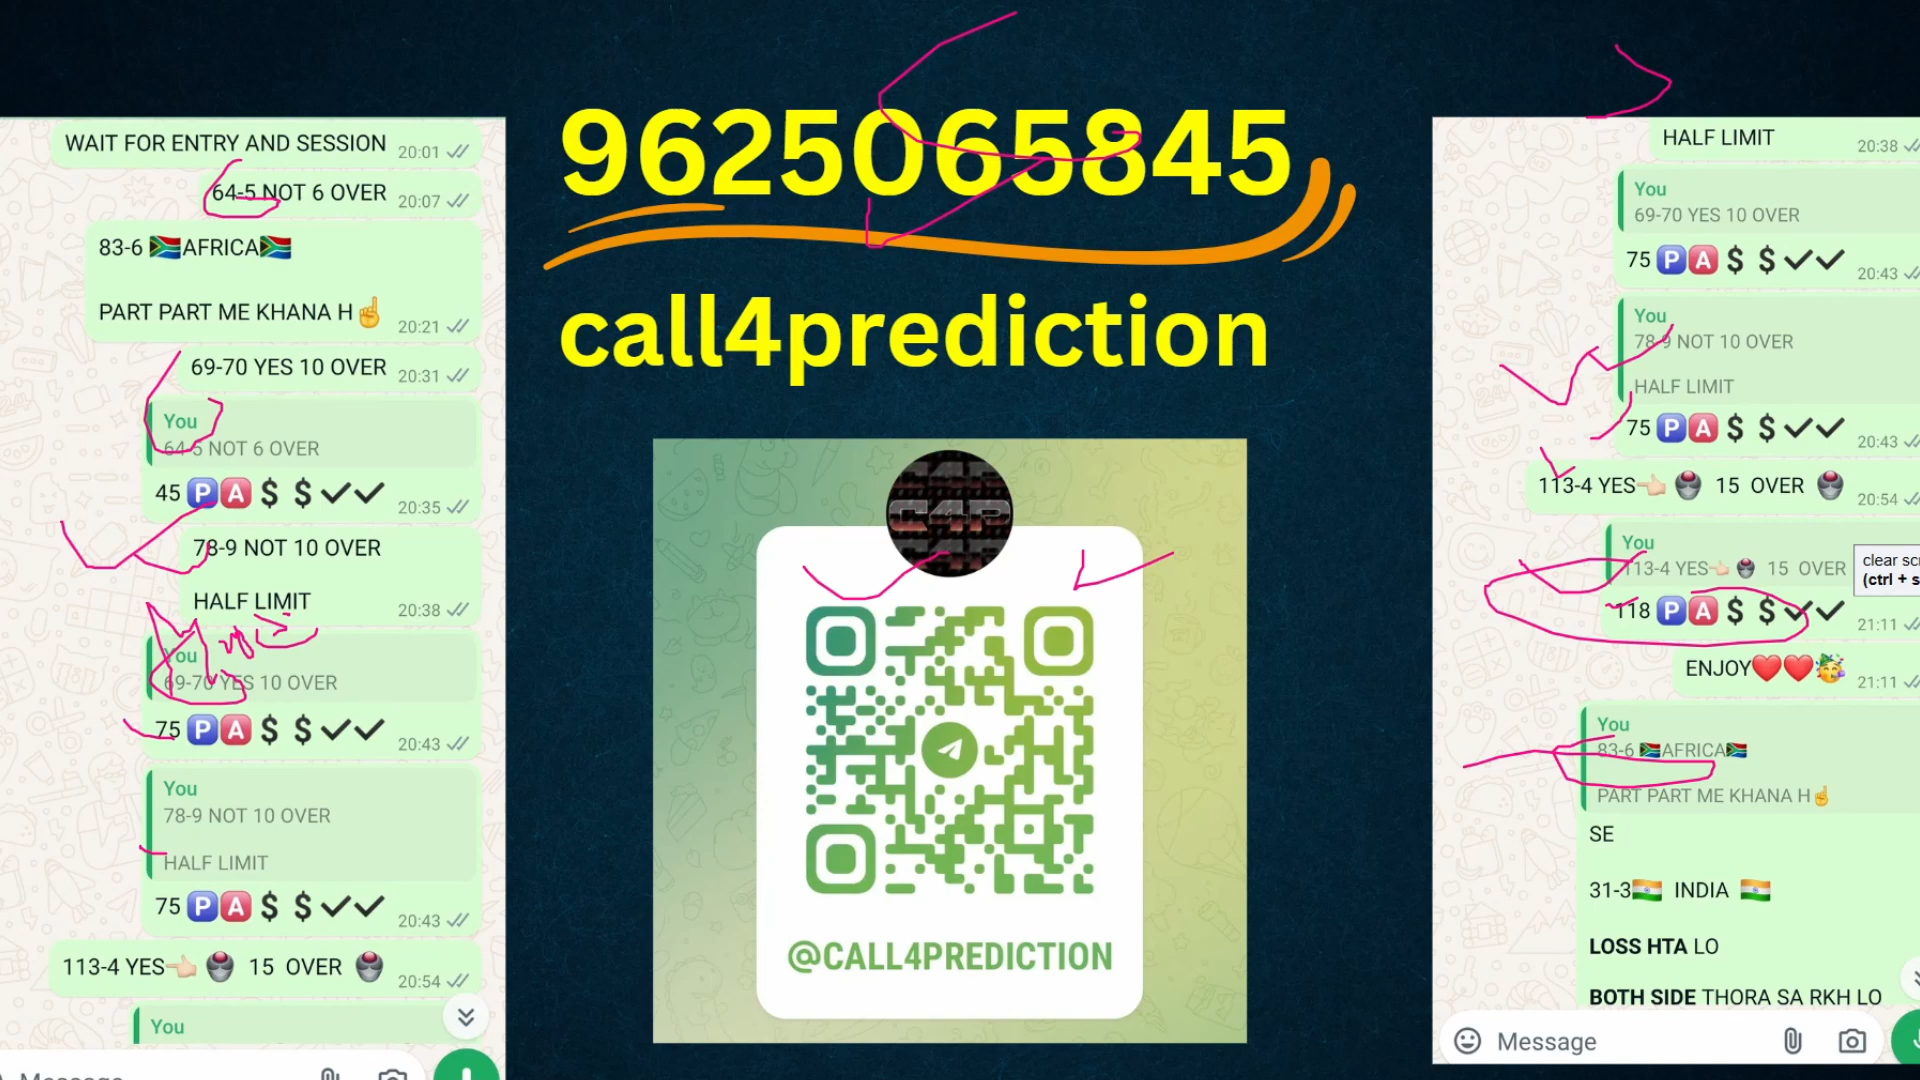 WAIT FOR ENTRY AND SESSION 20:01
64-5 NOT 6 OVER 20:07
83-6 🇿🇦AFRICA🇿🇦
PART PART ME KHANA H☝️ 20:21
69-70 YES 10 OVER 20:31
You
64-5 NOT 6 OVER
45 🅿️🅰️💲💲✔️✔️ 20:35
78-9 NOT 10 OVER
HALF LIMIT 20:38
You
69-70 YES 10 OVER
75 🅿️🅰️💲💲✔️✔️ 20:43
You
78-9 NOT 10 OVER
HALF LIMIT
75 🅿️🅰️💲💲✔️✔️ 20:43
113-4 YES 15 OVER 20:54
You
Message
9625065845
call4prediction
C4P
@CALL4PREDICTION
HALF LIMIT 20:38
You
69-70 YES 10 OVER
75 🅿️🅰️💲💲✔️✔️ 20:43
You
78-9 NOT 10 OVER
HALF LIMIT
75 🅿️🅰️💲💲✔️✔️ 20:43
113-4 YES 15 OVER 20:54
You
113-4 YES 15 OVER
118 🅿️🅰️💲💲✔️✔️ 21:11
clear scr
(ctrl + s
ENJOY❤️❤️🥳 21:11
You
83-6 🇿🇦AFRICA🇿🇦
PART PART ME KHANA H☝️
SE
31-3🇮🇳 INDIA 🇮🇳
LOSS HTA LO
BOTH SIDE THORA SA RKH LO
Message